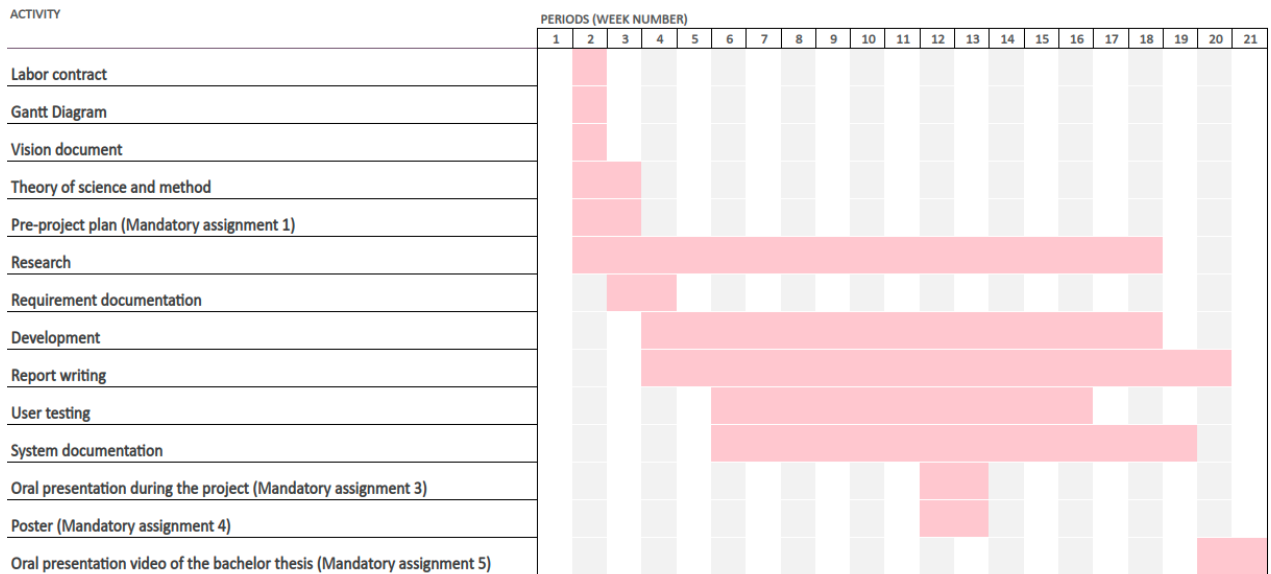 ACTIVITY
PERIODS (WEEK NUMBER)
1 2 3 4 5 6 7 8 9 10 11 12 13 14 15 16 17 18 19 20 21
Labor contract
Gantt Diagram
Vision document
Theory of science and method
Pre-project plan (Mandatory assignment 1)
Research
Requirement documentation
Development
Report writing
User testing
System documentation
Oral presentation during the project (Mandatory assignment 3)
Poster (Mandatory assignment 4)
Oral presentation video of the bachelor thesis (Mandatory assignment 5)